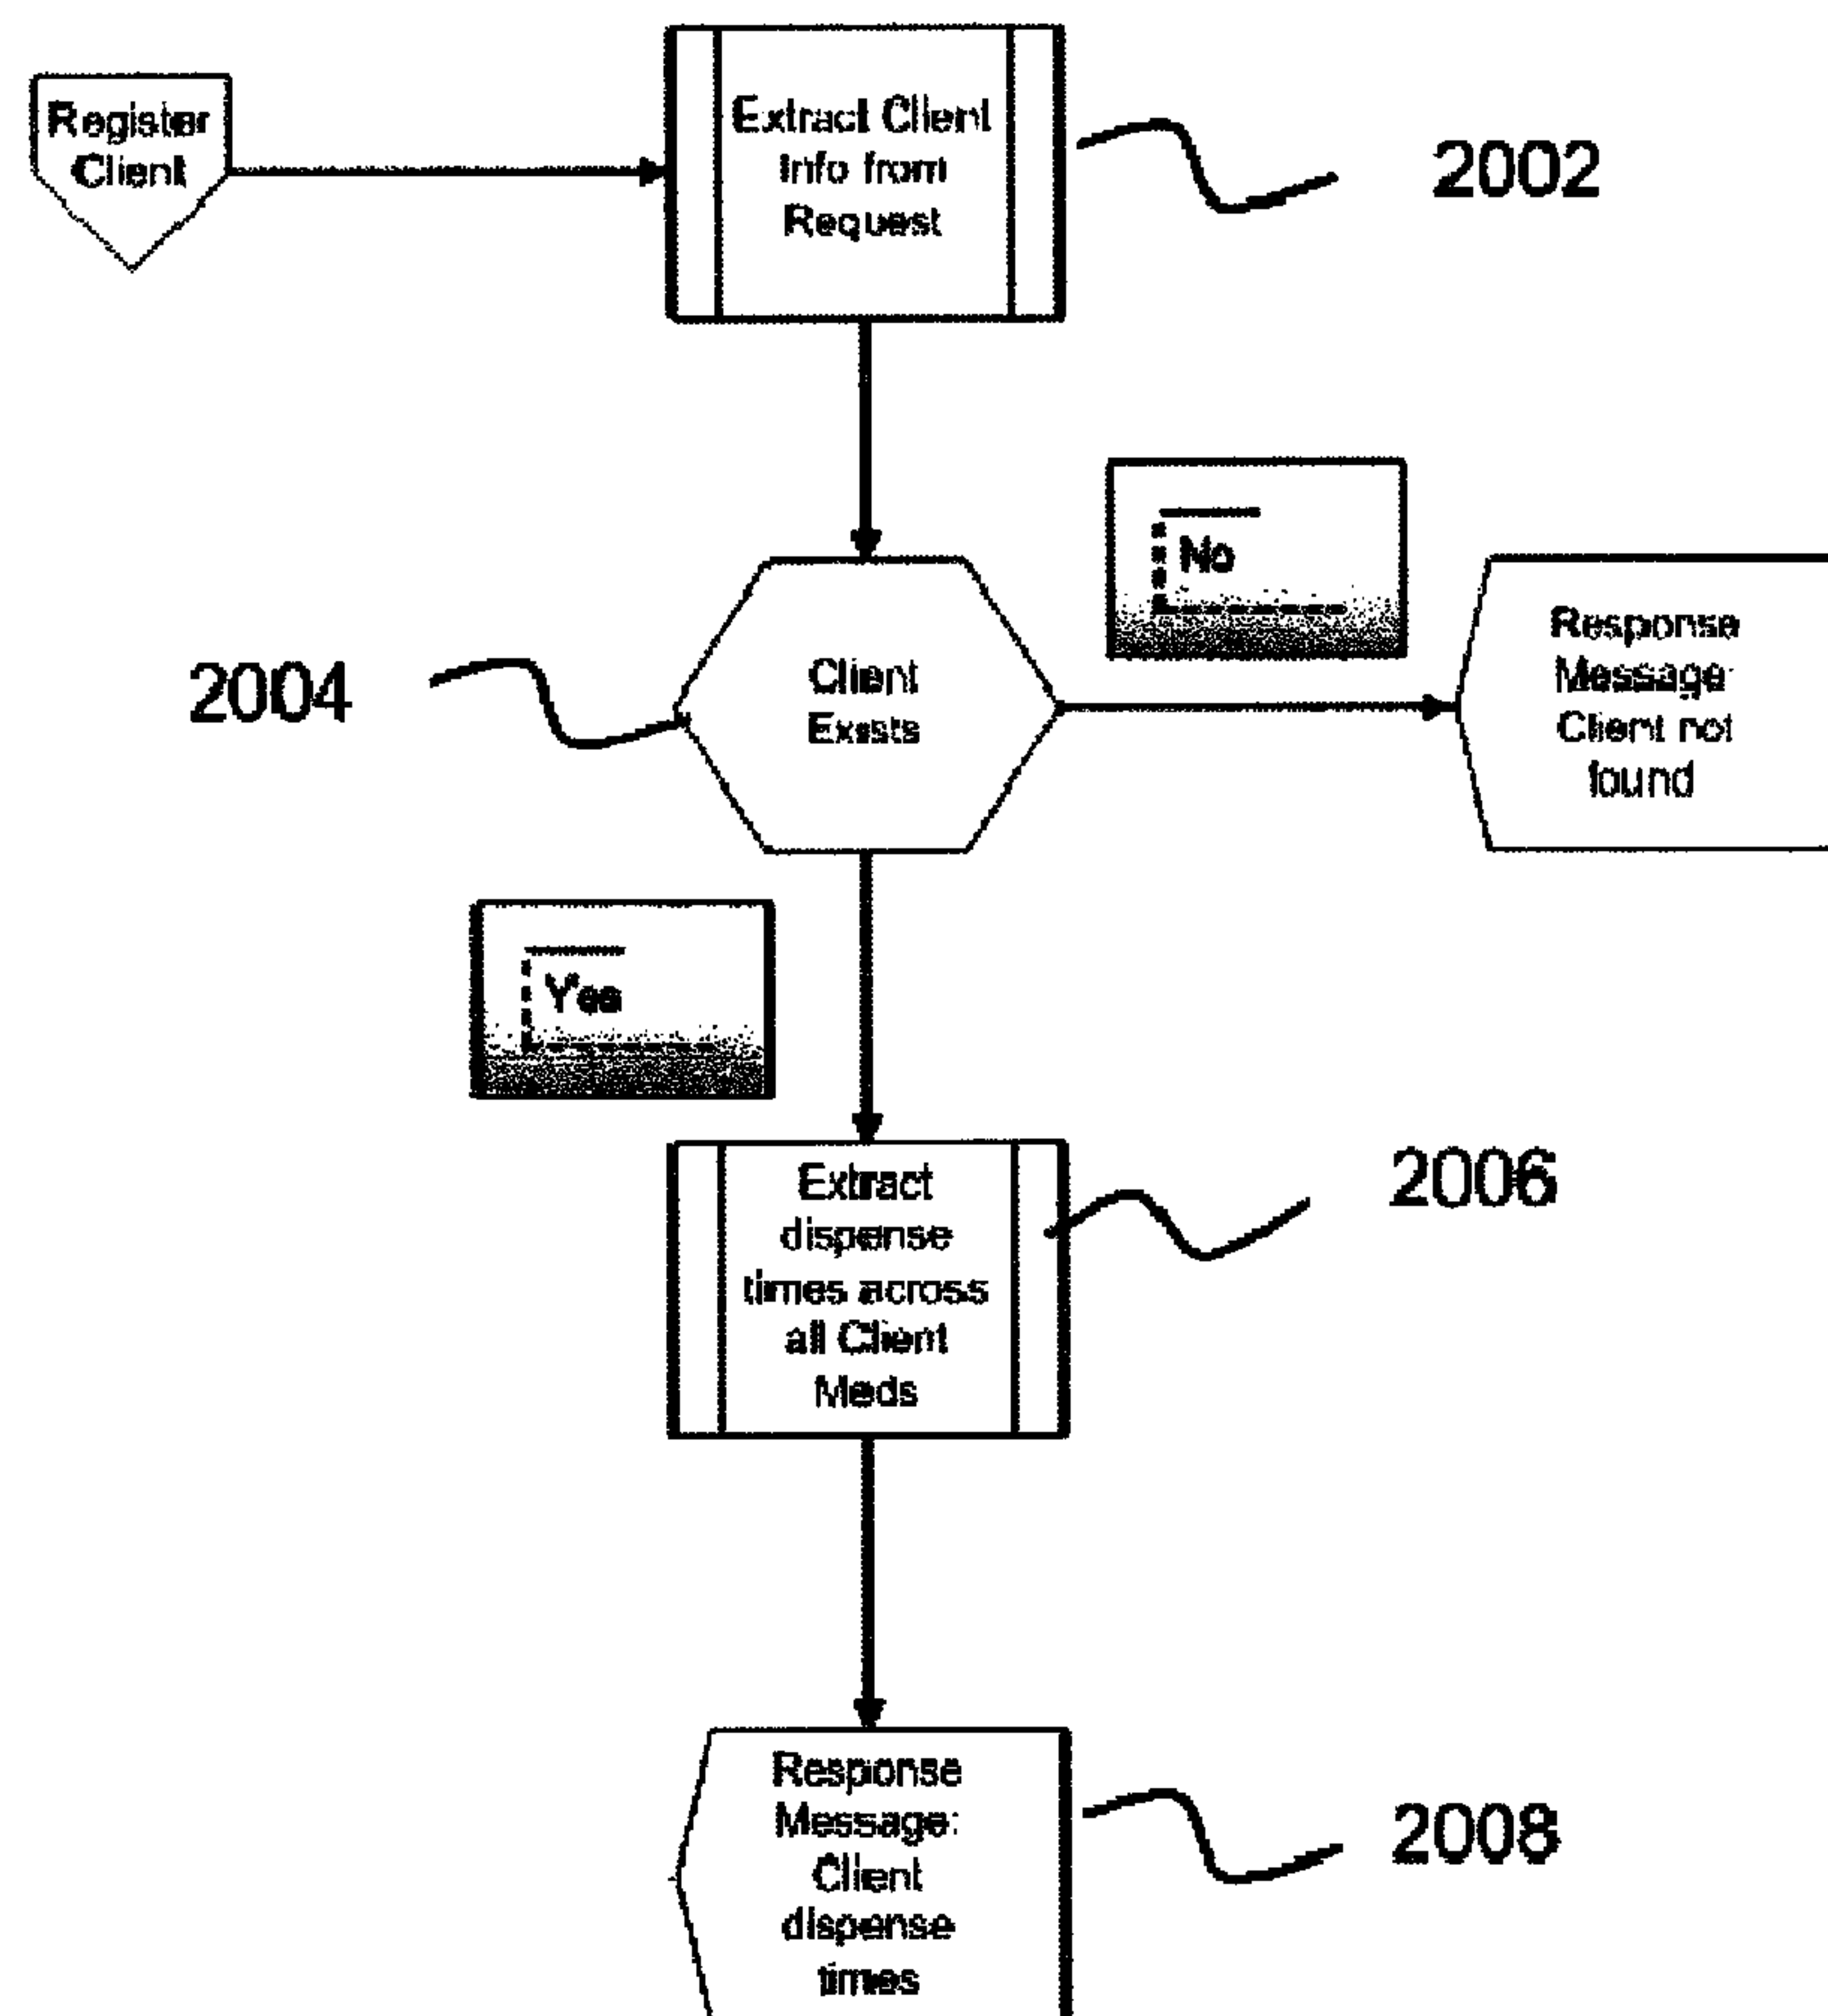 Register
Client
Extract Client
Info from
Request
2002
No
2004
Client
Exists
Response
Message:
Client not
found
Yes
Extract
dispense
times across
all Client
Meds
2006
Response
Message:
Client
dispense
times
2008